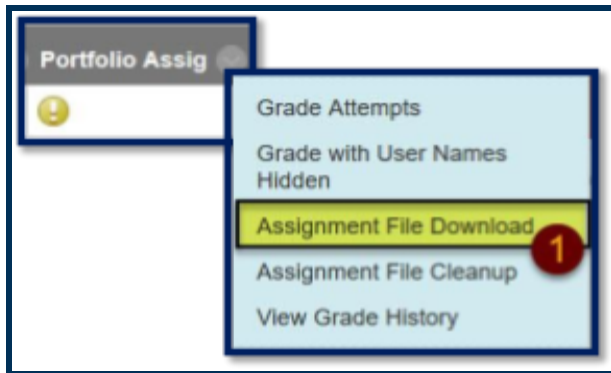 Portfolio Assig
Grade Attempts
Grade with User Names
Hidden
Assignment File Download
1
Assignment File Cleanup
View Grade History